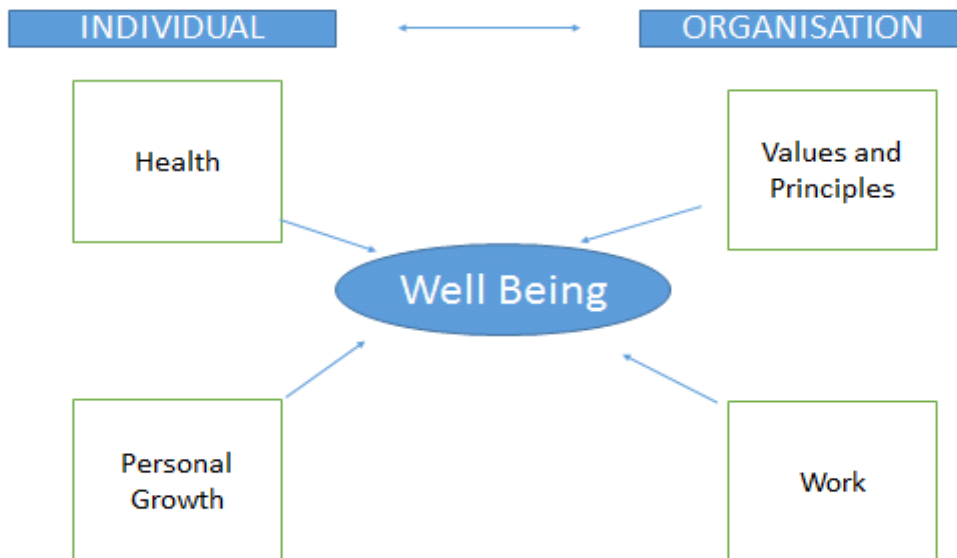 INDIVIDUAL
ORGANISATION
Health
Values and
Principles
Well Being
Personal
Growth
Work